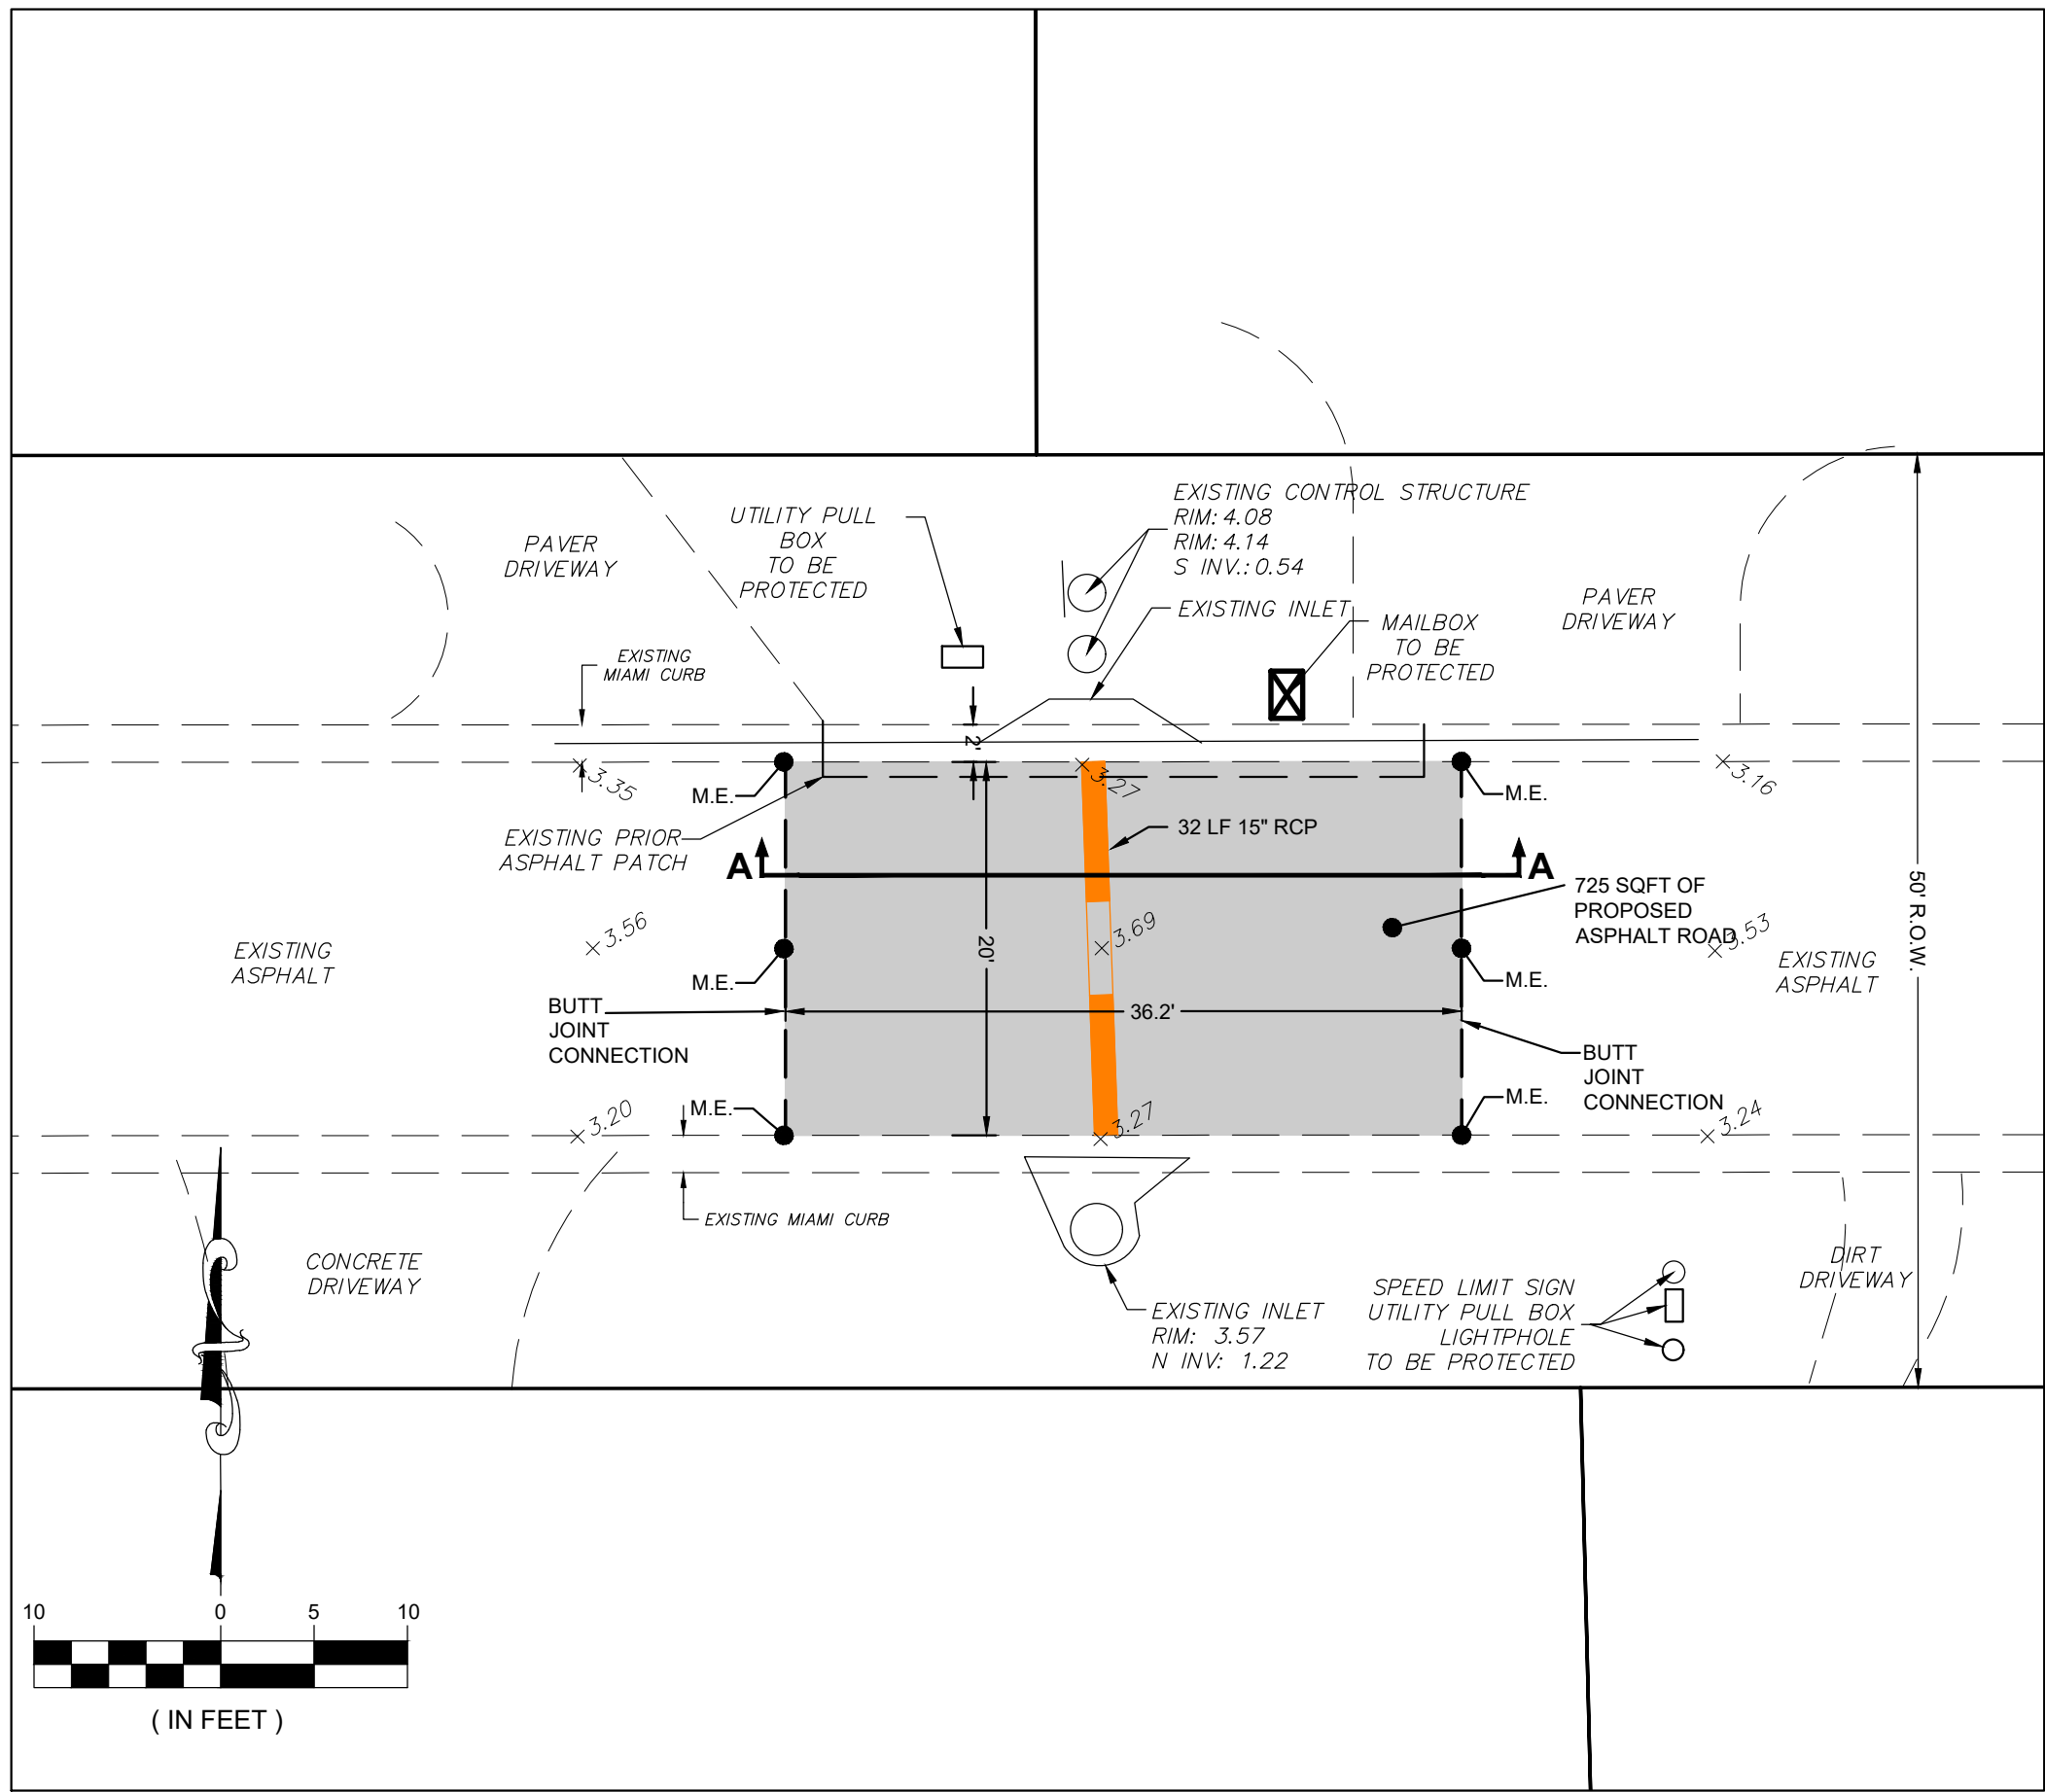 EXISTING CONTROL STRUCTURE
RIM: 4.08
RIM: 4.14
S INV.: 0.54
UTILITY PULL
BOX
TO BE
PROTECTED
PAVER
DRIVEWAY
EXISTING INLET
PAVER
DRIVEWAY
MAILBOX
TO BE
PROTECTED
EXISTING
MIAMI CURB
2'
3.35
3.27
3.16
M.E.
M.E.
EXISTING PRIOR
ASPHALT PATCH
32 LF 15" RCP
A
A
725 SQFT OF
PROPOSED
ASPHALT ROAD
50' R.O.W.
3.56
3.69
3.53
20'
EXISTING
ASPHALT
EXISTING
ASPHALT
M.E.
M.E.
BUTT
JOINT
CONNECTION
36.2'
BUTT
JOINT
CONNECTION
M.E.
M.E.
3.20
3.27
3.24
EXISTING MIAMI CURB
CONCRETE
DRIVEWAY
DIRT
DRIVEWAY
EXISTING INLET
RIM: 3.57
N INV: 1.22
SPEED LIMIT SIGN
UTILITY PULL BOX
LIGHTPHOLE
TO BE PROTECTED
10 0 5 10
( IN FEET )